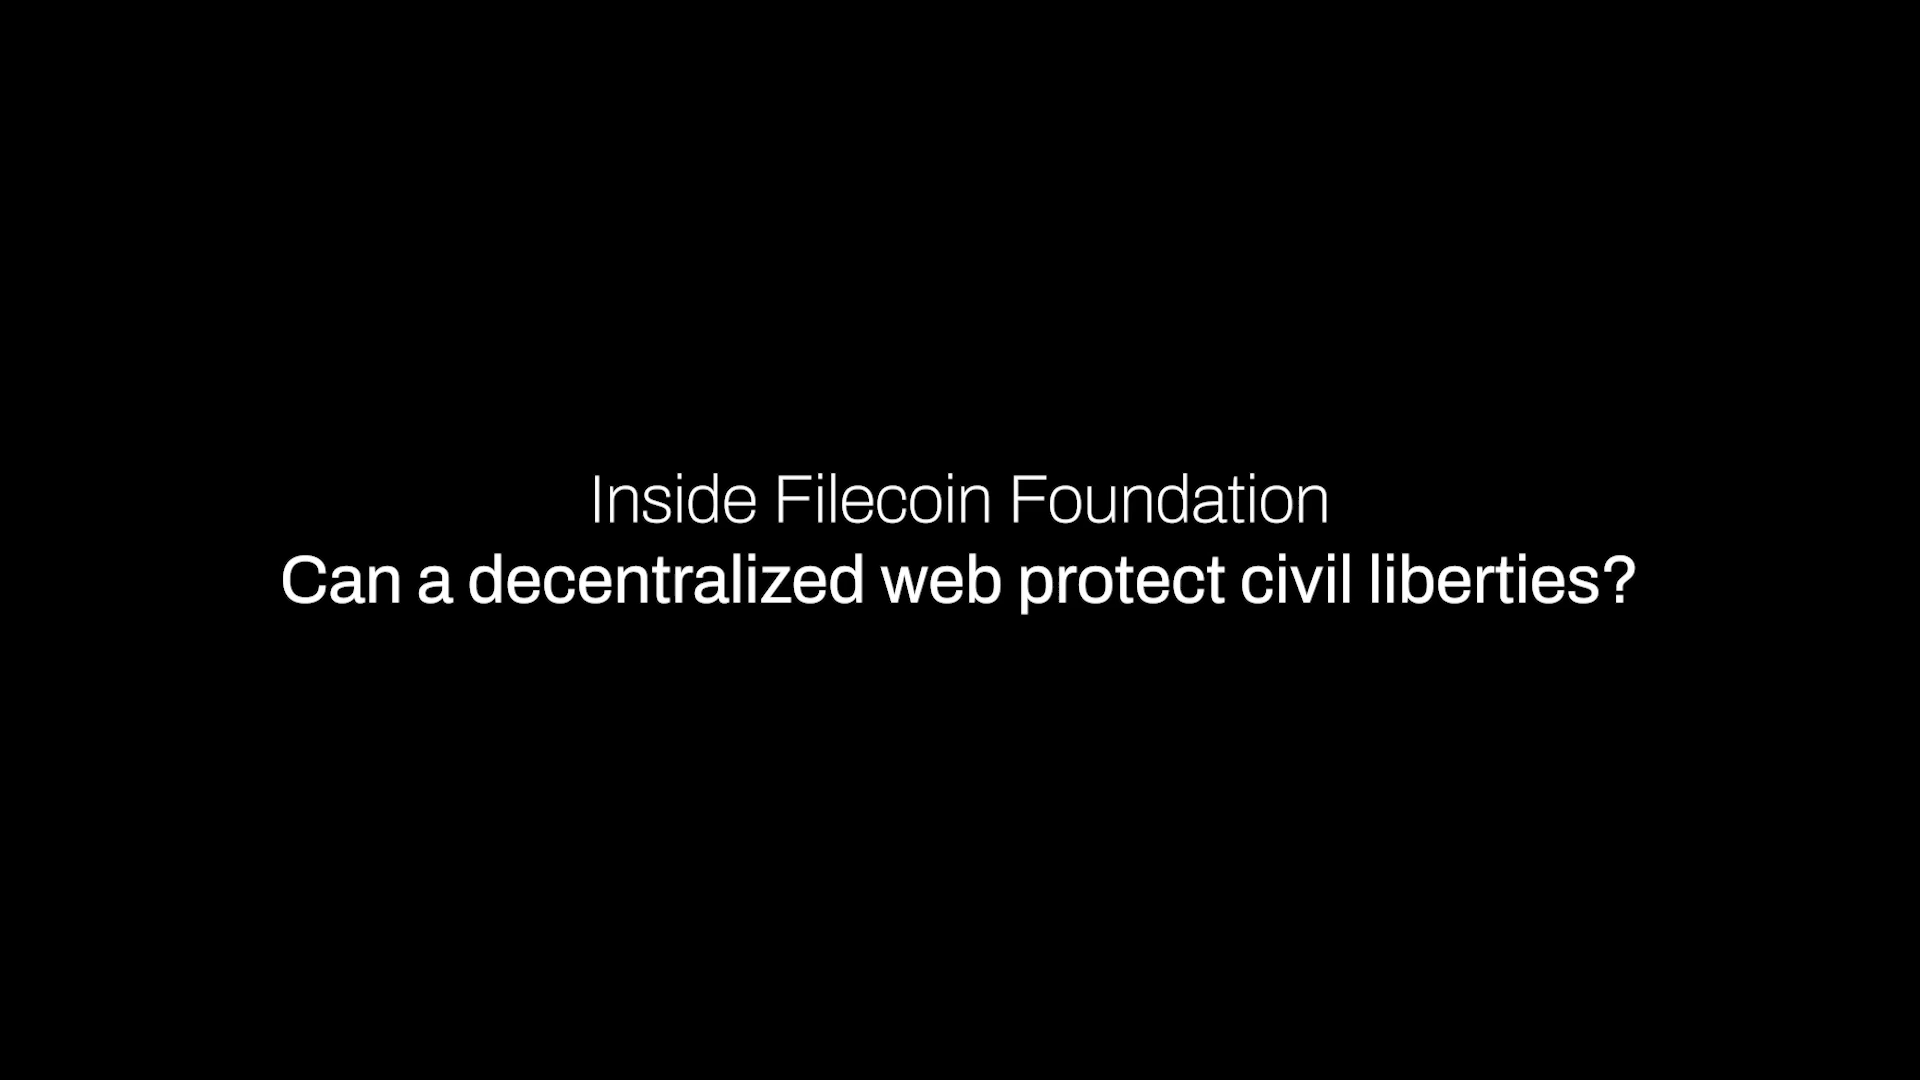 Inside Filecoin Foundation
Can a decentralized web protect civil liberties?